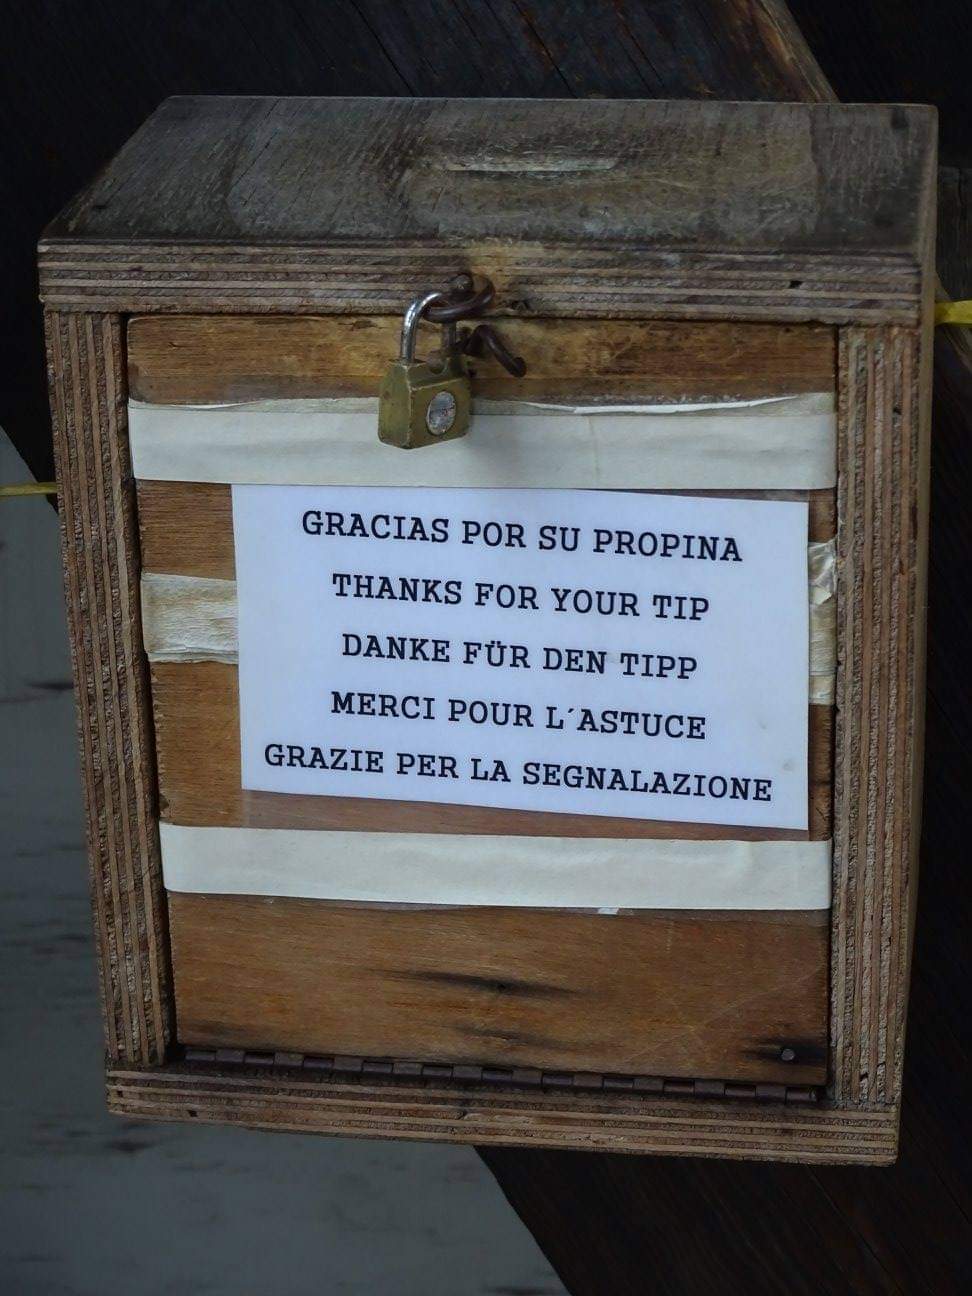 GRACIAS POR SU PROPINA
THANKS FOR YOUR TIP
DANKE FÜR DEN TIPP
MERCI POUR L´ASTUCE
GRAZIE PER LA SEGNALAZIONE